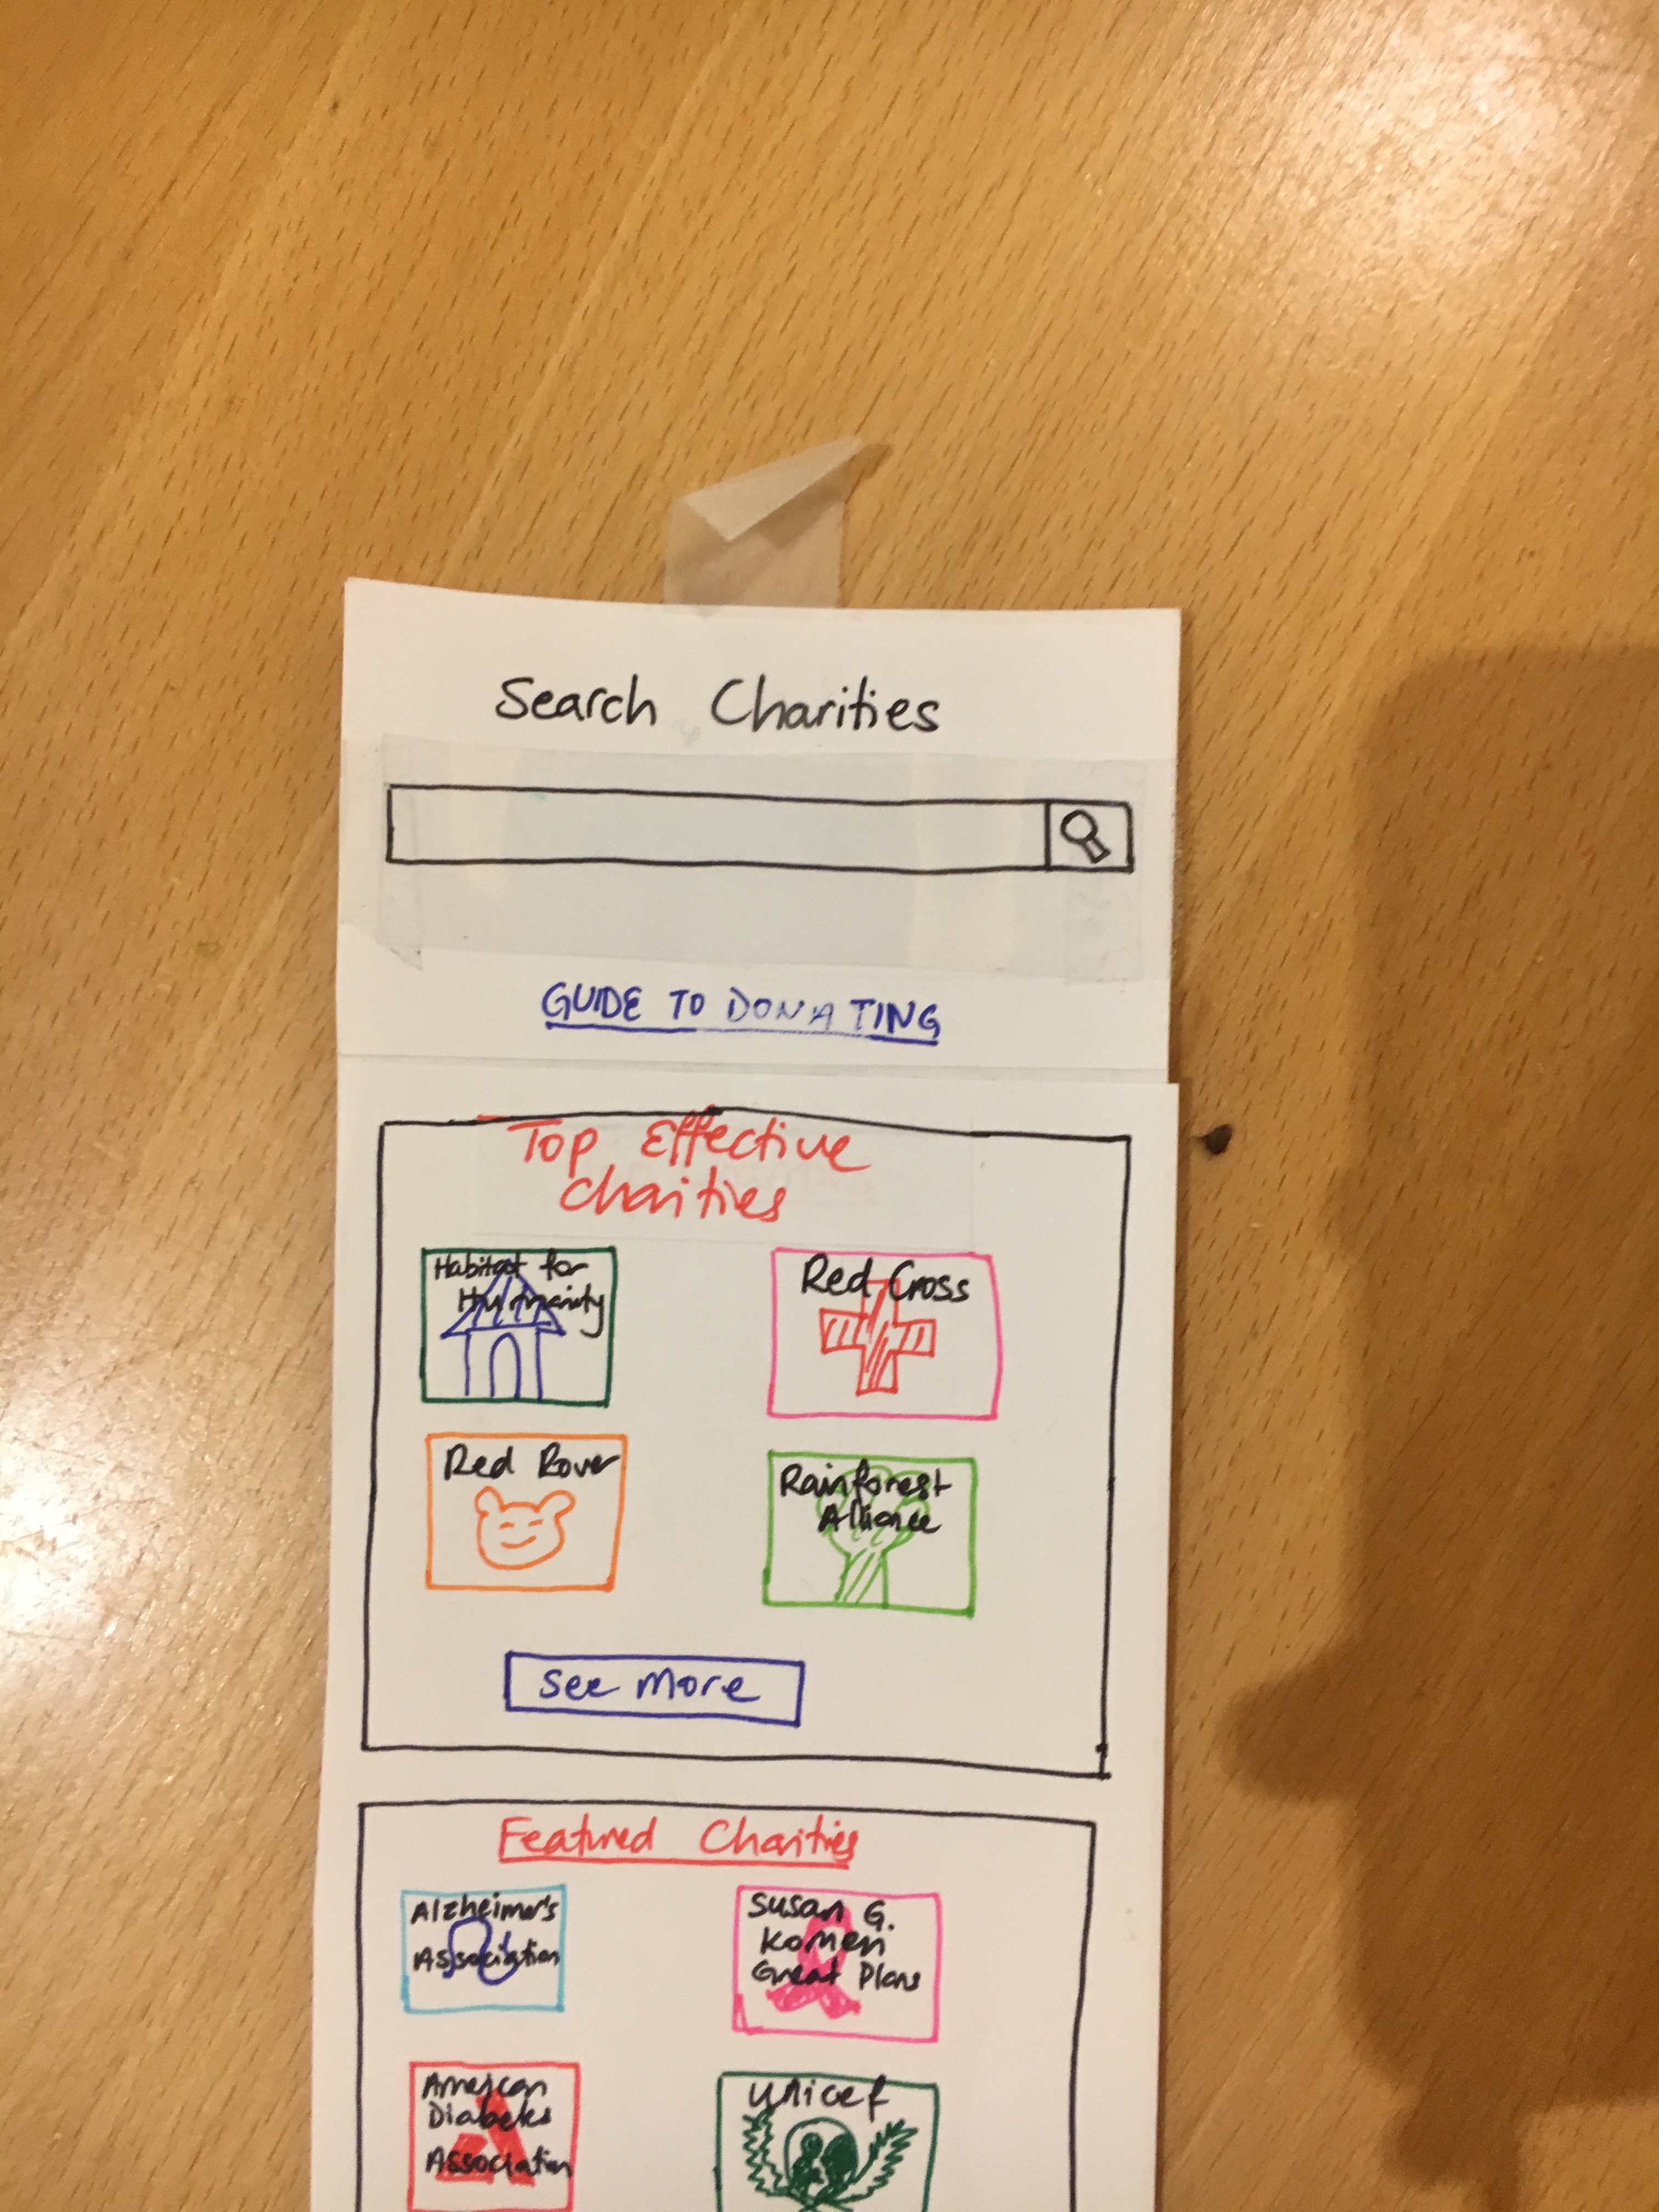 Search Charities
GUIDE TO DONATING
Top Effective
Charities
Habitat for
Humanity
Red Cross
Red Rover
Rainforest
Alliance
See More
Featured Charities
Alzheimer's
Association
Susan G.
Komen
Great Plans
American
Diabetes
Association
unicef